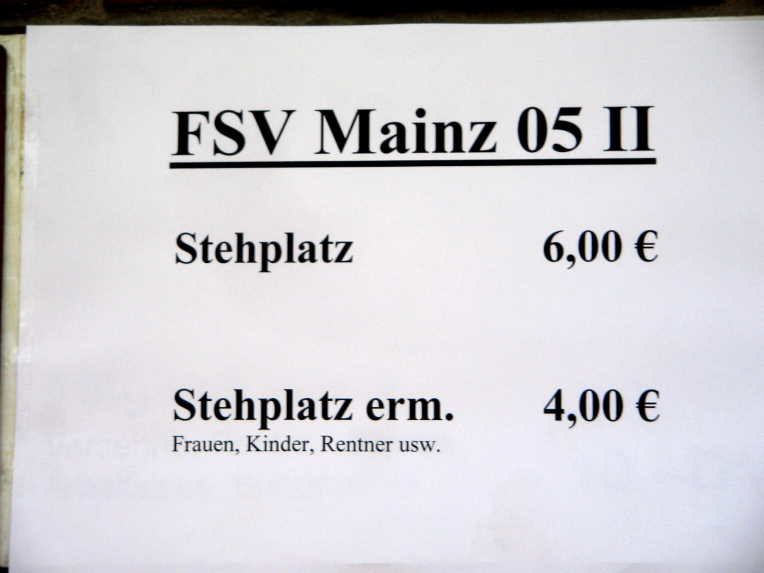 FSV Mainz 05 II
Stehplatz 6,00 €
Stehplatz erm. 4,00 €
Frauen, Kinder, Rentner usw.